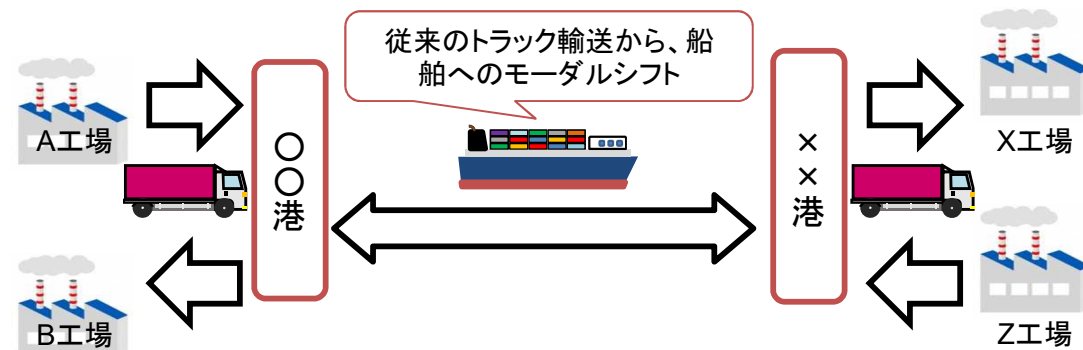 従来のトラック輸送から、船
舶へのモーダルシフト
A工場
〇〇港
××港
X工場
B工場
Z工場